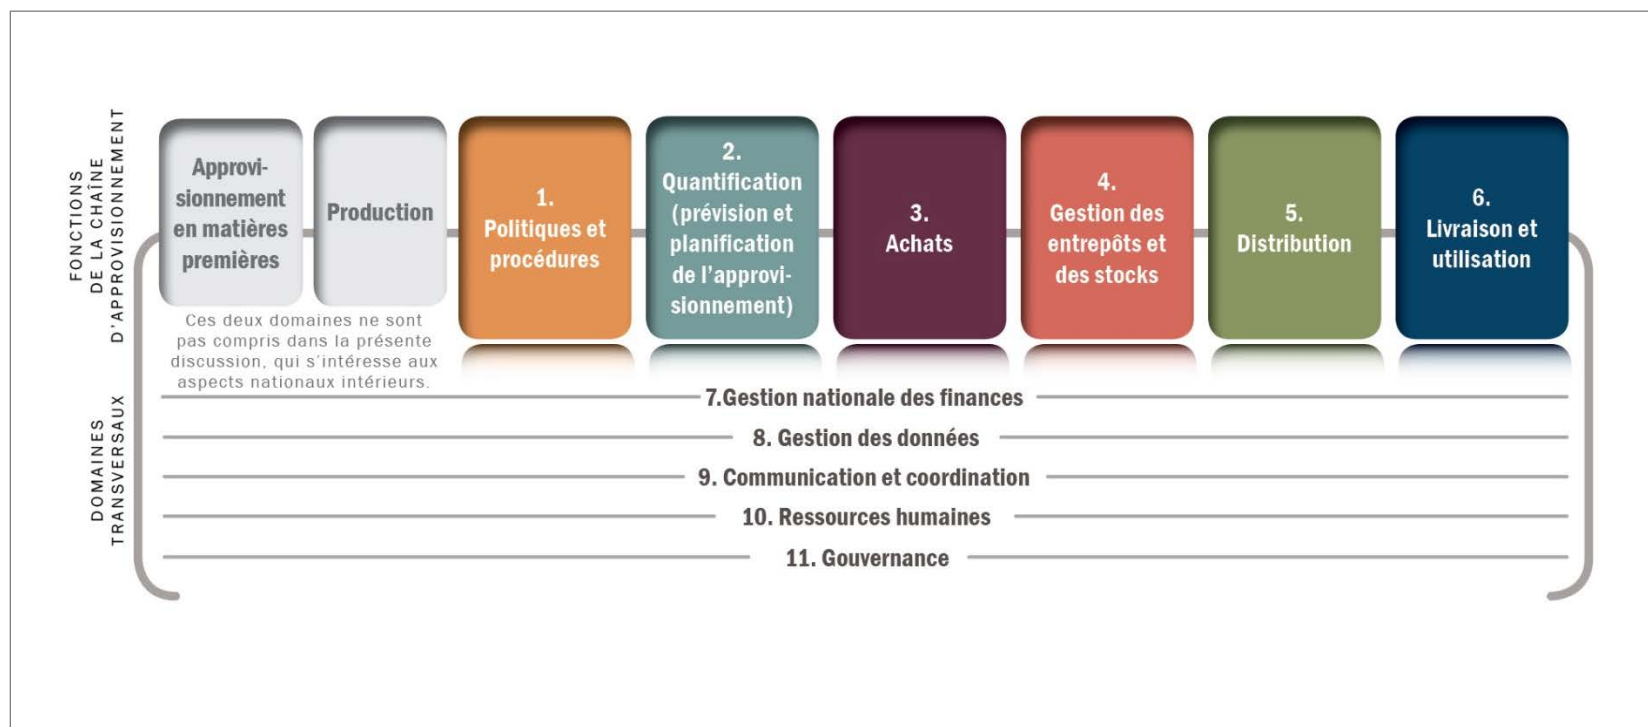 FONCTIONS
DE LA CHAÎNE
D'APPROVISIONNEMENT
Approvi-
sionnement
en matières
premières
Production
1.
Politiques et
procédures
2.
Quantification
(prévision et
planification
de l'approvi-
sionnement)
3.
Achats
4.
Gestion des
entrepôts et
des stocks
5.
Distribution
6.
Livraison et
utilisation
Ces deux domaines ne sont
pas compris dans la présente
discussion, qui s'intéresse aux
aspects nationaux intérieurs.
DOMAINES
TRANSVERSAUX
7.Gestion nationale des finances
8. Gestion des données
9. Communication et coordination
10. Ressources humaines
11. Gouvernance